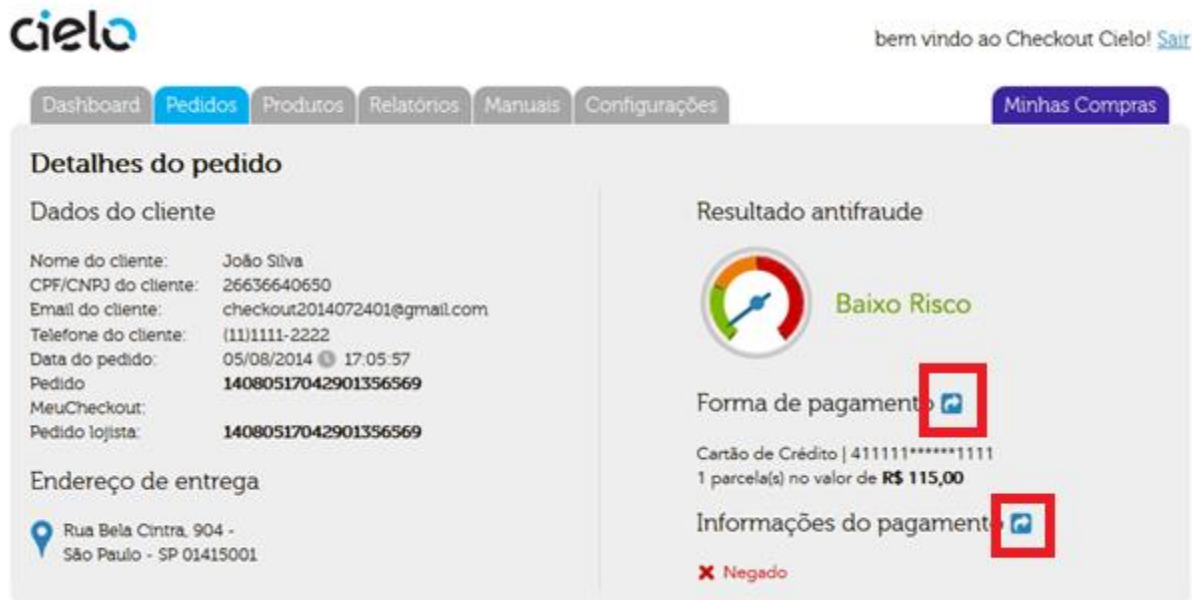 cielo
bem vindo ao Checkout Cielo! Sair
Dashboard Pedidos Produtos Relatórios Manuais Configurações Minhas Compras
Detalhes do pedido
Dados do cliente
Nome do cliente: João Silva
CPF/CNPJ do cliente: 26636640650
Email do cliente: checkout2014072401@gmail.com
Telefone do cliente: (11)1111-2222
Data do pedido: 05/08/2014 17:05:57
Pedido MeuCheckout: 14080517042901356569
Pedido lojista: 14080517042901356569
Endereço de entrega
Rua Bela Cintra, 904 -
São Paulo - SP 01415001
Resultado antifraude
Baixo Risco
Forma de pagamento
Cartão de Crédito | 411111******1111
1 parcela(s) no valor de R$ 115,00
Informações do pagamento
Negado